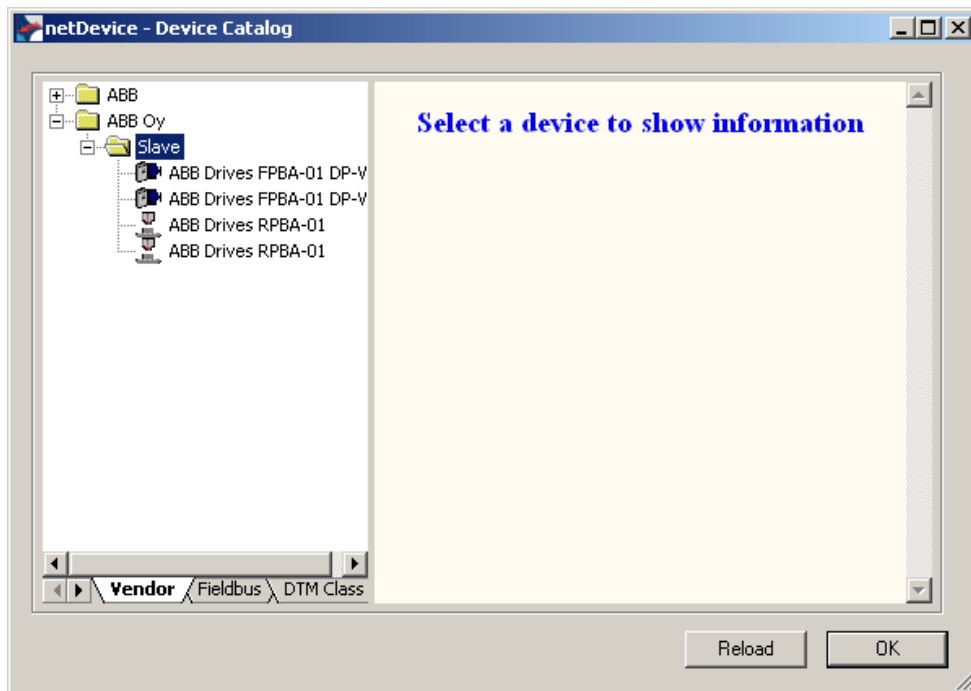 netDevice - Device Catalog
ABB
ABB Oy
Slave
ABB Drives FPBA-01 DP-V
ABB Drives FPBA-01 DP-V
ABB Drives RPBA-01
ABB Drives RPBA-01
Select a device to show information
Vendor Fieldbus DTM Class
Reload OK